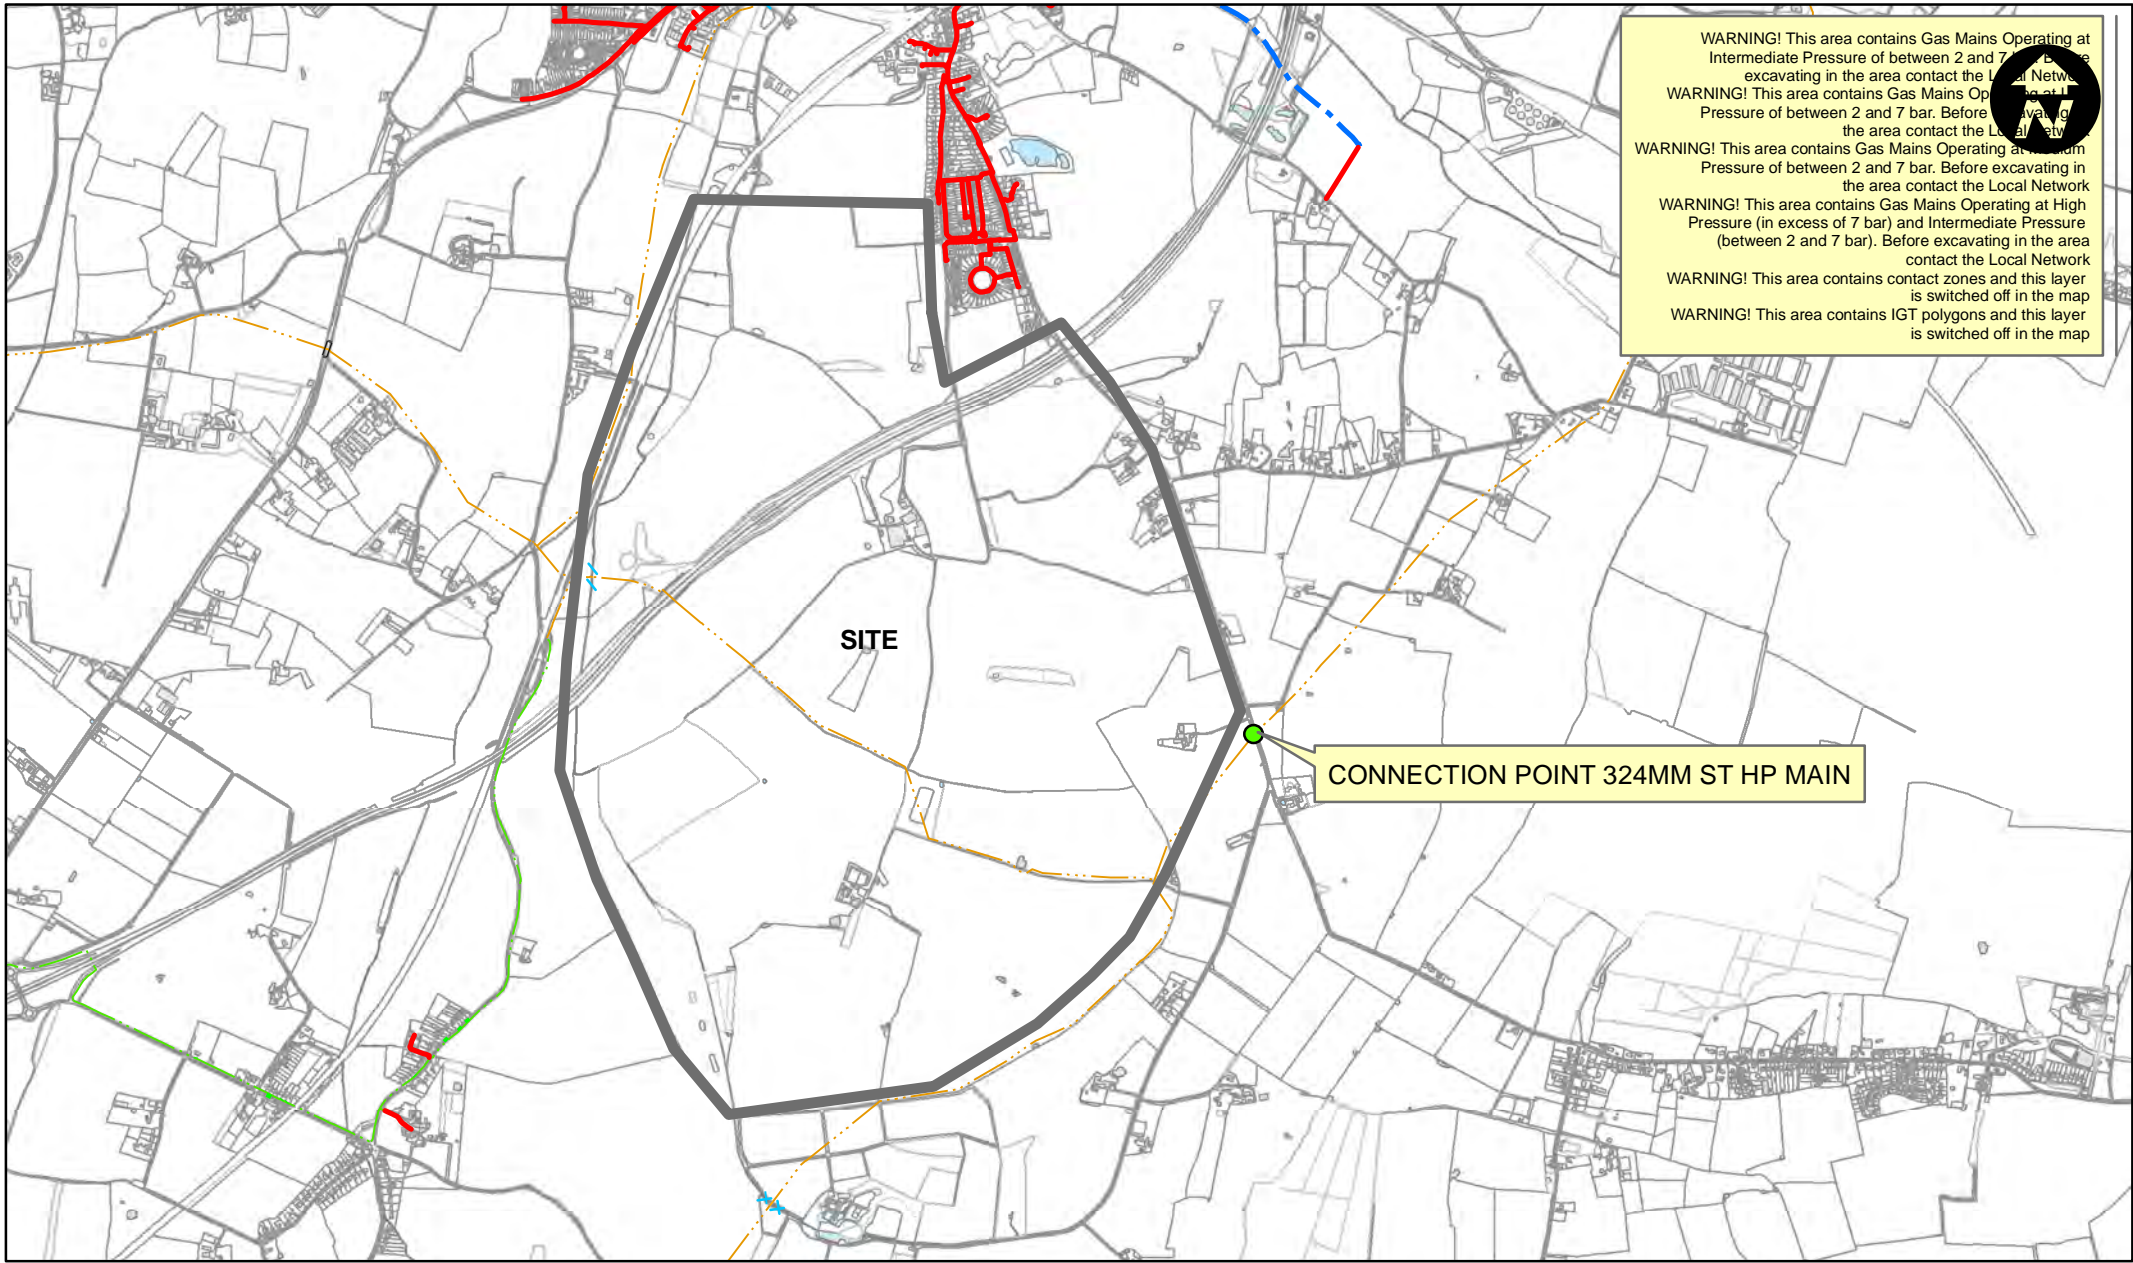 WARNING! This area contains Gas Mains Operating at
Intermediate Pressure of between 2 and 7
excavating in the area contact the
WARNING! This area contains Gas Mains
Pressure of between 2 and 7 bar. Before
the area contact the
WARNING! This area contains Gas Mains Operating at
Pressure of between 2 and 7 bar. Before excavating in
the area contact the Local Network
WARNING! This area contains Gas Mains Operating at High
Pressure (in excess of 7 bar) and Intermediate Pressure
(between 2 and 7 bar). Before excavating in the area
contact the Local Network
WARNING! This area contains contact zones and this layer
is switched off in the map
WARNING! This area contains IGT polygons and this layer
is switched off in the map
N
SITE
CONNECTION POINT 324MM ST HP MAIN